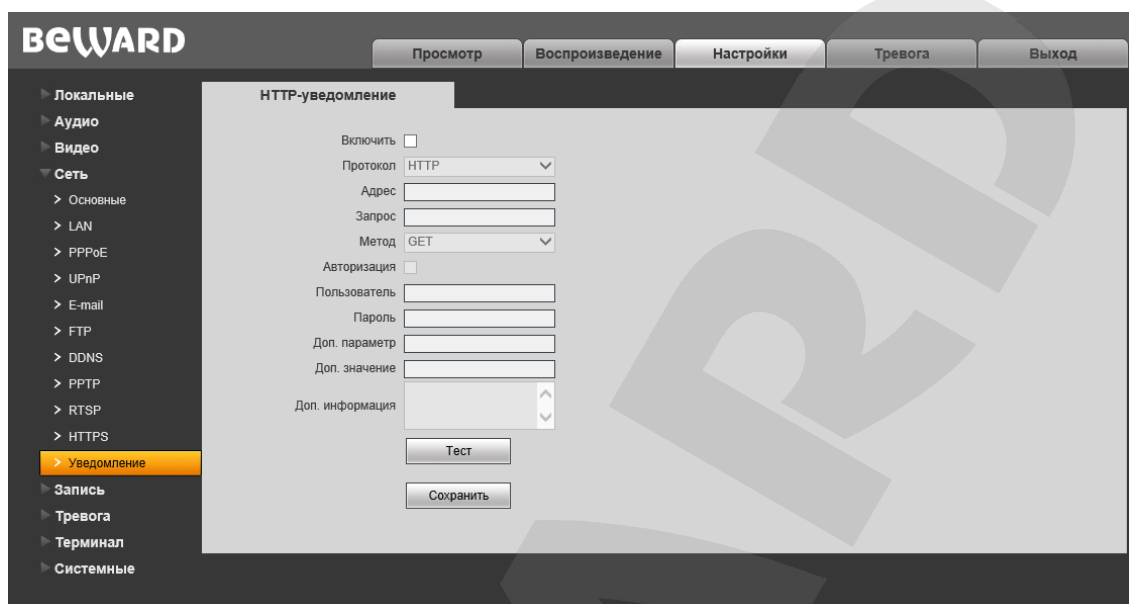 BEWARD
Просмотр
Воспроизведение
Настройки
Тревога
Выход
Локальные
Аудио
Видео
Сеть
Основные
LAN
PPPoE
UPnP
E-mail
FTP
DDNS
PPTP
RTSP
HTTPS
Уведомление
Запись
Тревога
Терминал
Системные
HTTP-уведомление
Включить
Протокол HTTP
Адрес
Запрос
Метод GET
Авторизация
Пользователь
Пароль
Доп. параметр
Доп. значение
Доп. информация
Тест
Сохранить